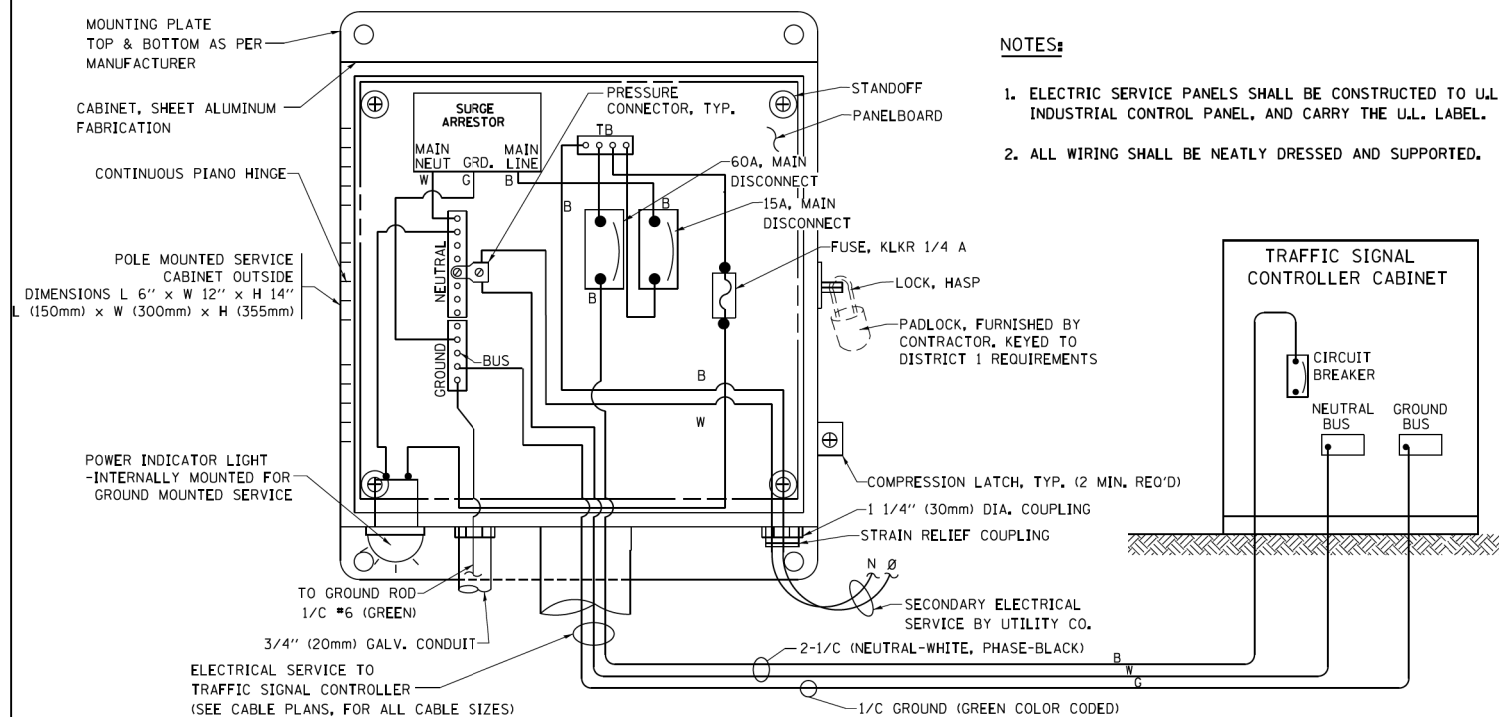 MOUNTING PLATE
TOP & BOTTOM AS PER
MANUFACTURER
CABINET, SHEET ALUMINUM
FABRICATION
CONTINUOUS PIANO HINGE
POLE MOUNTED SERVICE
CABINET OUTSIDE
DIMENSIONS L 6" x W 12" x H 14"
L (150mm) x W (300mm) x H (355mm)
POWER INDICATOR LIGHT
-INTERNALLY MOUNTED FOR
GROUND MOUNTED SERVICE
SURGE
ARRESTOR
MAIN
NEUT
GRD.
MAIN
LINE
W
G
B
PRESSURE
CONNECTOR, TYP.
TB
NEUTRAL
GROUND
BUS
B
B
B
B
W
STANDOFF
PANELBOARD
60A, MAIN
DISCONNECT
15A, MAIN
DISCONNECT
FUSE, KLKR 1/4 A
LOCK, HASP
PADLOCK, FURNISHED BY
CONTRACTOR. KEYED TO
DISTRICT 1 REQUIREMENTS
COMPRESSION LATCH, TYP. (2 MIN. REQ'D)
1 1/4" (30mm) DIA. COUPLING
STRAIN RELIEF COUPLING
N Ø
SECONDARY ELECTRICAL
SERVICE BY UTILITY CO.
TO GROUND ROD
1/C #6 (GREEN)
3/4" (20mm) GALV. CONDUIT
ELECTRICAL SERVICE TO
TRAFFIC SIGNAL CONTROLLER
(SEE CABLE PLANS, FOR ALL CABLE SIZES)
2-1/C (NEUTRAL-WHITE, PHASE-BLACK)
B
W
G
1/C GROUND (GREEN COLOR CODED)
NOTES:
1. ELECTRIC SERVICE PANELS SHALL BE CONSTRUCTED TO U.L
INDUSTRIAL CONTROL PANEL, AND CARRY THE U.L. LABEL.
2. ALL WIRING SHALL BE NEATLY DRESSED AND SUPPORTED.
TRAFFIC SIGNAL
CONTROLLER CABINET
CIRCUIT
BREAKER
NEUTRAL
BUS
GROUND
BUS